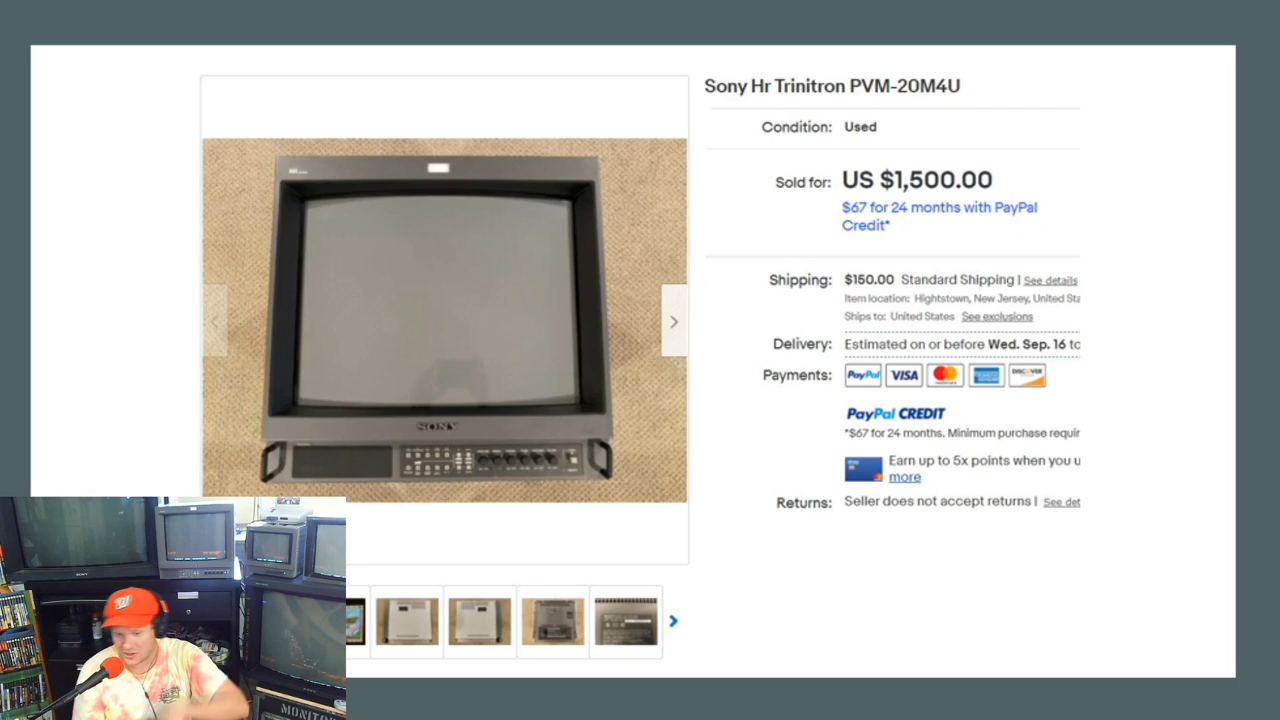 Sony Hr Trinitron PVM-20M4U
Condition: Used
Sold for: US $1,500.00
$67 for 24 months with PayPal
Credit*
Shipping: $150.00 Standard Shipping | See details
Item location: Hightstown, New Jersey, United Sta
Ships to: United States See exclusions
Delivery: Estimated on or before Wed. Sep. 16 to
Payments: PayPal VISA MasterCard AMERICAN EXPRESS DISCOVER
PayPal CREDIT
*$67 for 24 months. Minimum purchase requir
Earn up to 5x points when you u
more
Returns: Seller does not accept returns | See det
SONY
SONY
W
MONITO